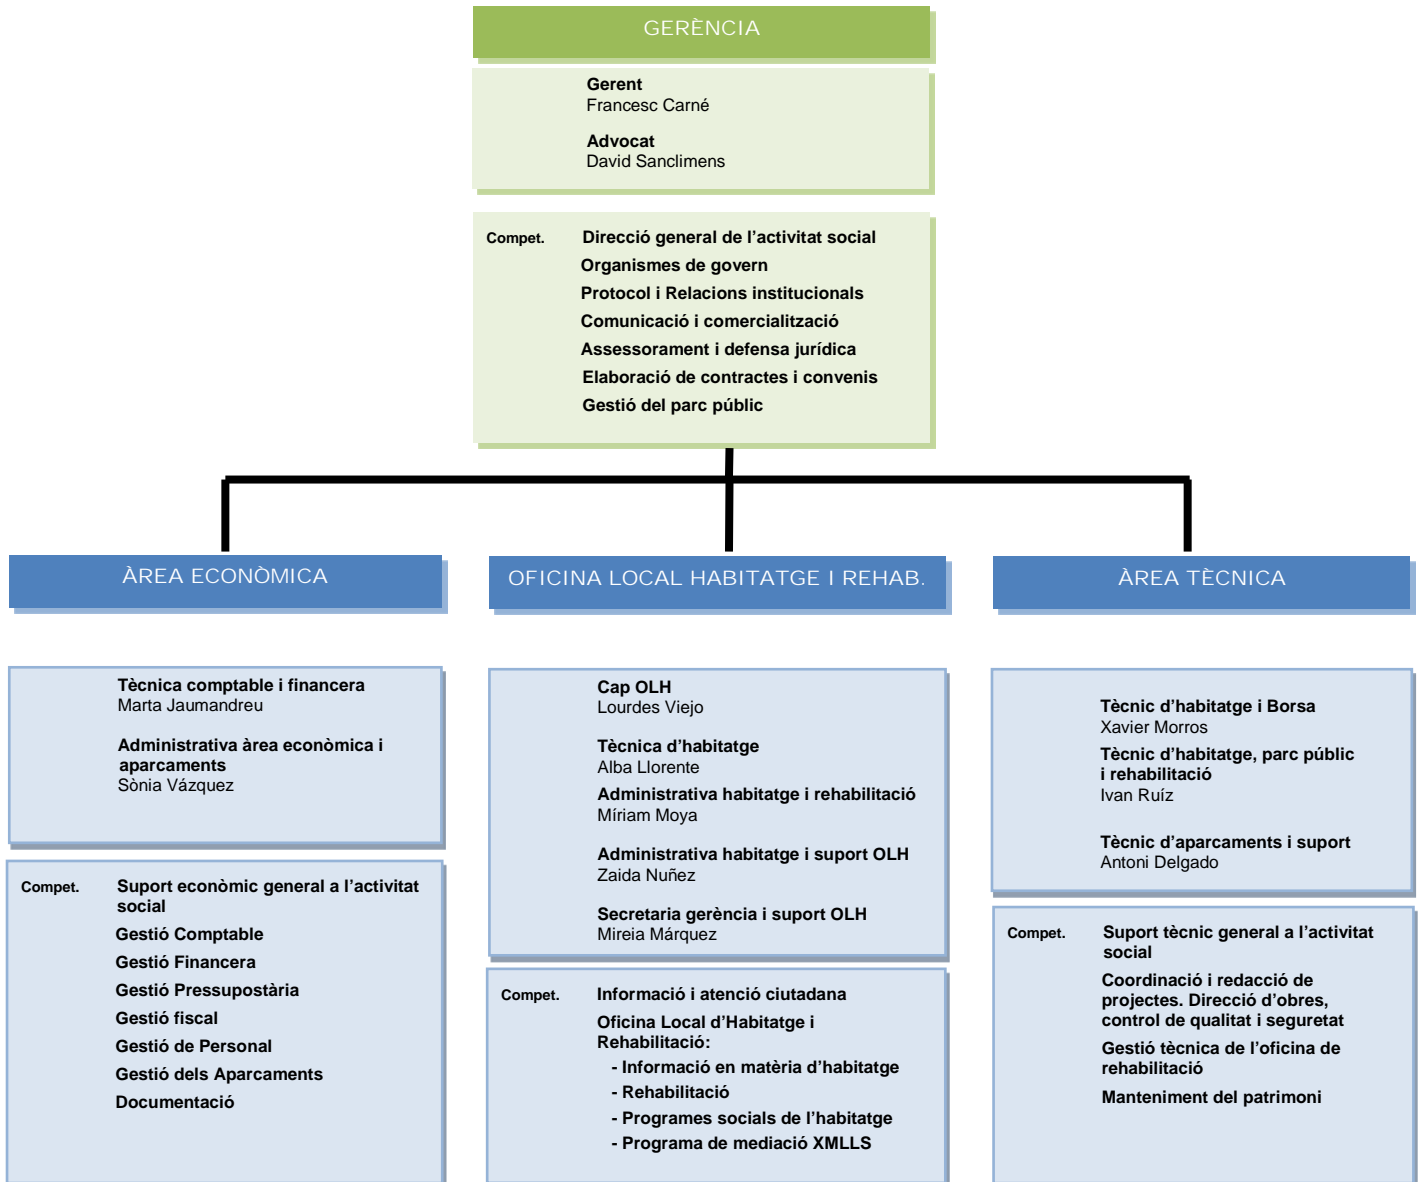 GERÈNCIA
Gerent
Francesc Carné
Advocat
David Sanclimens
Compet.
Direcció general de l’activitat social
Organismes de govern
Protocol i Relacions institucionals
Comunicació i comercialització
Assessorament i defensa jurídica
Elaboració de contractes i convenis
Gestió del parc públic
ÀREA ECONÒMICA
Tècnica comptable i financera
Marta Jaumandreu
Administrativa àrea econòmica i
aparcaments
Sònia Vázquez
Compet.
Suport econòmic general a l’activitat
social
Gestió Comptable
Gestió Financera
Gestió Pressupostària
Gestió fiscal
Gestió de Personal
Gestió dels Aparcaments
Documentació
OFICINA LOCAL HABITATGE I REHAB.
Cap OLH
Lourdes Viejo
Tècnica d’habitatge
Alba Llorente
Administrativa habitatge i rehabilitació
Míriam Moya
Administrativa habitatge i suport OLH
Zaida Nuñez
Secretaria gerència i suport OLH
Mireia Márquez
Compet.
Informació i atenció ciutadana
Oficina Local d’Habitatge i
Rehabilitació:
- Informació en matèria d’habitatge
- Rehabilitació
- Programes socials de l’habitatge
- Programa de mediació XMLLS
ÀREA TÈCNICA
Tècnic d’habitatge i Borsa
Xavier Morros
Tècnic d’habitatge, parc públic
i rehabilitació
Ivan Ruíz
Tècnic d’aparcaments i suport
Antoni Delgado
Compet.
Suport tècnic general a l’activitat
social
Coordinació i redacció de
projectes. Direcció d’obres,
control de qualitat i seguretat
Gestió tècnica de l’oficina de
rehabilitació
Manteniment del patrimoni